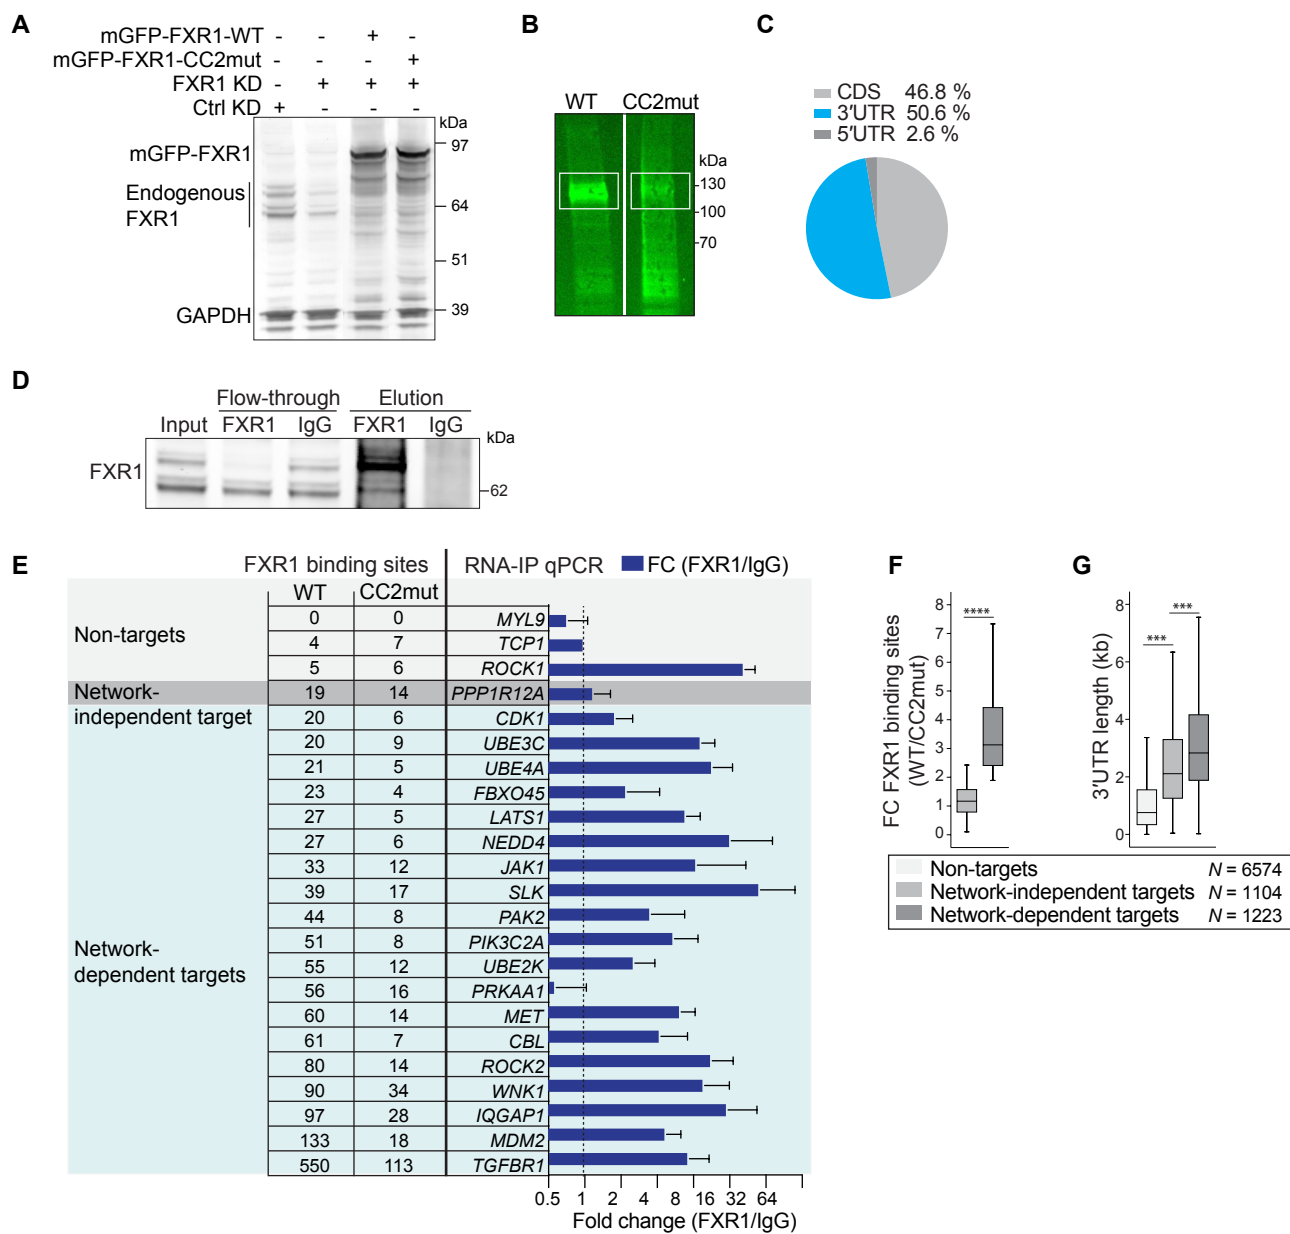 A
mGFP-FXR1-WT - - + -
mGFP-FXR1-CC2mut - - - +
FXR1 KD - + + +
Ctrl KD + - - -
kDa
mGFP-FXR1
97
Endogenous
FXR1
64
51
GAPDH
39
B
WT CC2mut
kDa
130
100
70
C
CDS 46.8 %
3′UTR 50.6 %
5′UTR 2.6 %
D
Flow-through Elution
Input FXR1 IgG FXR1 IgG
kDa
FXR1
62
E
FXR1 binding sites RNA-IP qPCR FC (FXR1/IgG)
WT CC2mut
Non-targets
0 0 MYL9
4 7 TCP1
5 6 ROCK1
Network-
independent target
19 14 PPP1R12A
Network-
dependent targets
20 6 CDK1
20 9 UBE3C
21 5 UBE4A
23 4 FBXO45
27 5 LATS1
27 6 NEDD4
33 12 JAK1
39 17 SLK
44 8 PAK2
51 8 PIK3C2A
55 12 UBE2K
56 16 PRKAA1
60 14 MET
61 7 CBL
80 14 ROCK2
90 34 WNK1
97 28 IQGAP1
133 18 MDM2
550 113 TGFBR1
0.5 1 2 4 8 16 32 64
Fold change (FXR1/IgG)
F
FC FXR1 binding sites
(WT/CC2mut)
8
7
6
5
4
3
2
1
0
****
G
3′UTR length (kb)
8
6
4
2
0
***
***
Non-targets N = 6574
Network-independent targets N = 1104
Network-dependent targets N = 1223